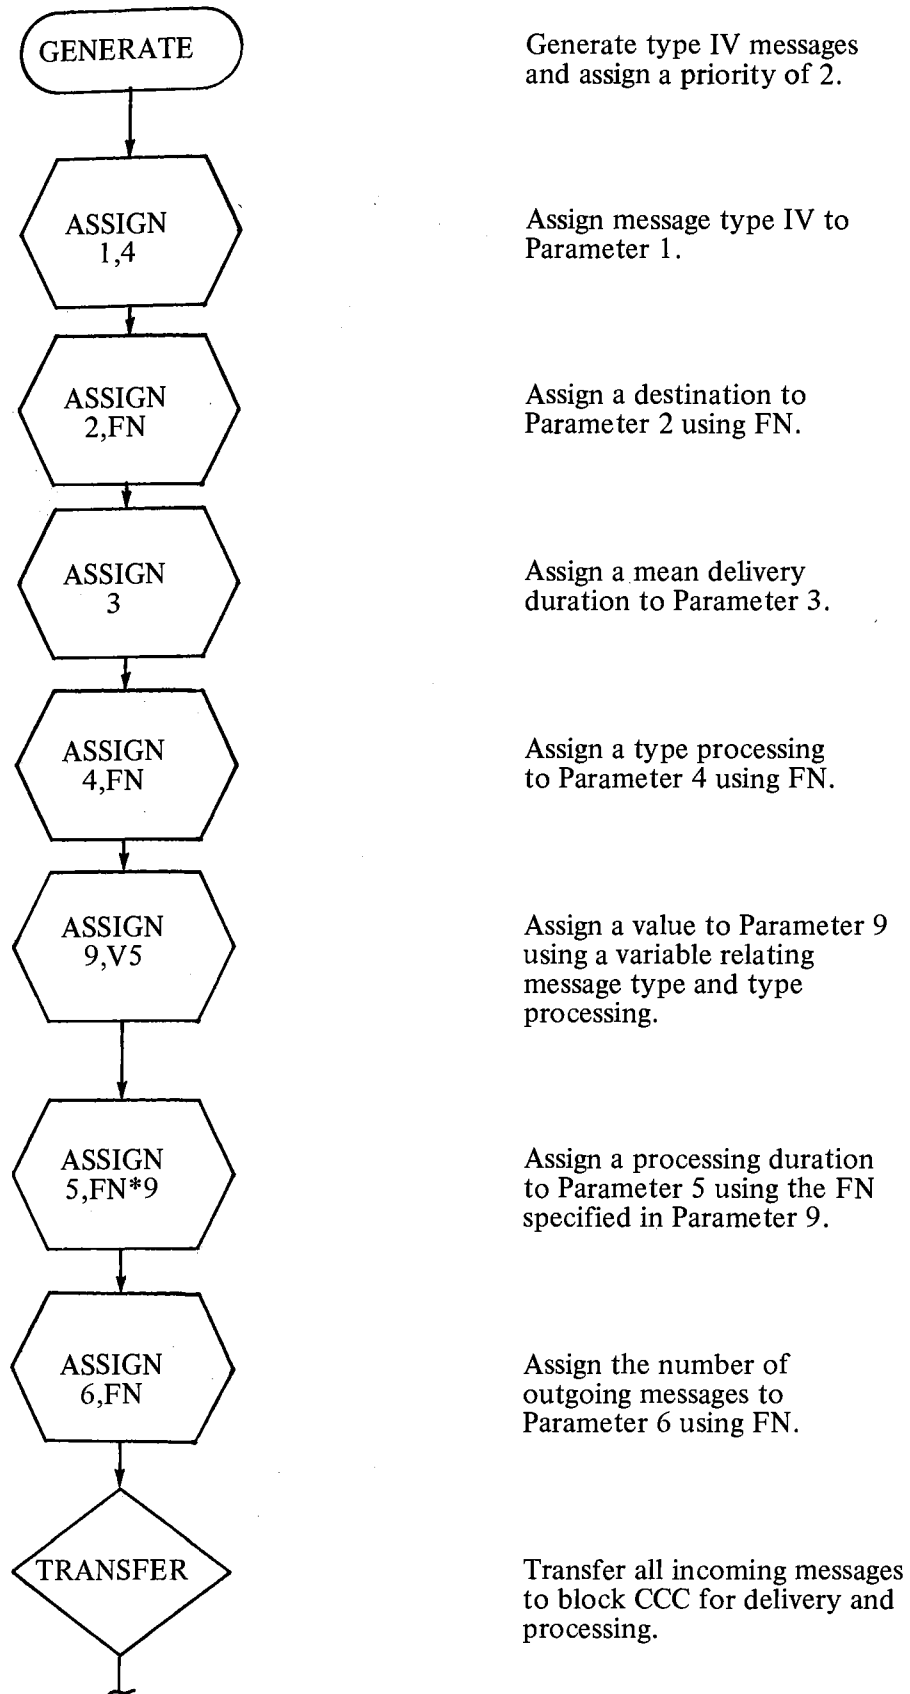 GENERATE
Generate type IV messages
and assign a priority of 2.
ASSIGN
1,4
Assign message type IV to
Parameter 1.
ASSIGN
2,FN
Assign a destination to
Parameter 2 using FN.
ASSIGN
3
Assign a mean delivery
duration to Parameter 3.
ASSIGN
4,FN
Assign a type processing
to Parameter 4 using FN.
ASSIGN
9,V5
Assign a value to Parameter 9
using a variable relating
message type and type
processing.
ASSIGN
5,FN*9
Assign a processing duration
to Parameter 5 using the FN
specified in Parameter 9.
ASSIGN
6,FN
Assign the number of
outgoing messages to
Parameter 6 using FN.
TRANSFER
Transfer all incoming messages
to block CCC for delivery and
processing.